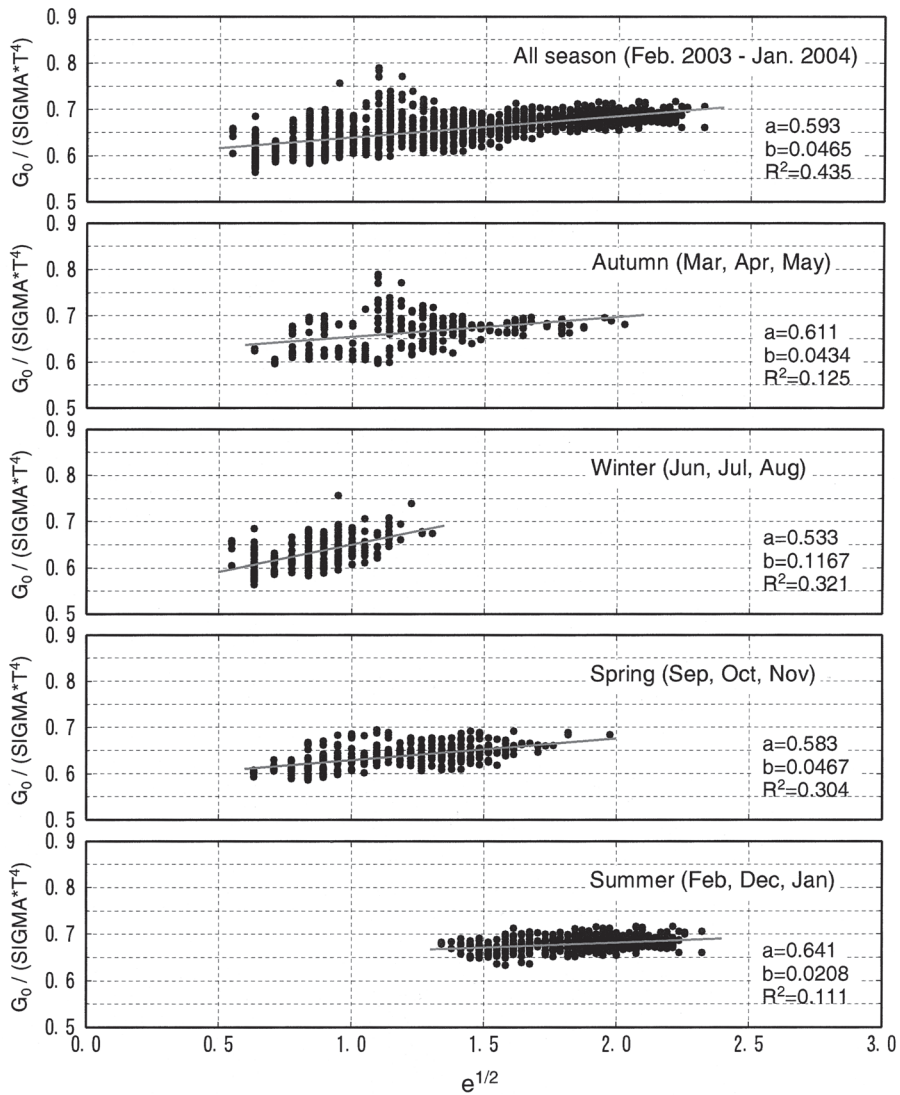 0. 9
0. 8
0. 7
0. 6
0. 5
G0 / (SIGMA*T4)
All season (Feb. 2003 - Jan. 2004)
a=0.593
b=0.0465
R2=0.435
0. 9
0. 8
0. 7
0. 6
0. 5
G0 / (SIGMA*T4)
Autumn (Mar, Apr, May)
a=0.611
b=0.0434
R2=0.125
0. 9
0. 8
0. 7
0. 6
0. 5
G0 / (SIGMA*T4)
Winter (Jun, Jul, Aug)
a=0.533
b=0.1167
R2=0.321
0. 9
0. 8
0. 7
0. 6
0. 5
G0 / (SIGMA*T4)
Spring (Sep, Oct, Nov)
a=0.583
b=0.0467
R2=0.304
0. 9
0. 8
0. 7
0. 6
0. 5
G0 / (SIGMA*T4)
Summer (Feb, Dec, Jan)
a=0.641
b=0.0208
R2=0.111
0. 0 0. 5 1. 0 1. 5 2. 0 2. 5 3. 0
e1/2